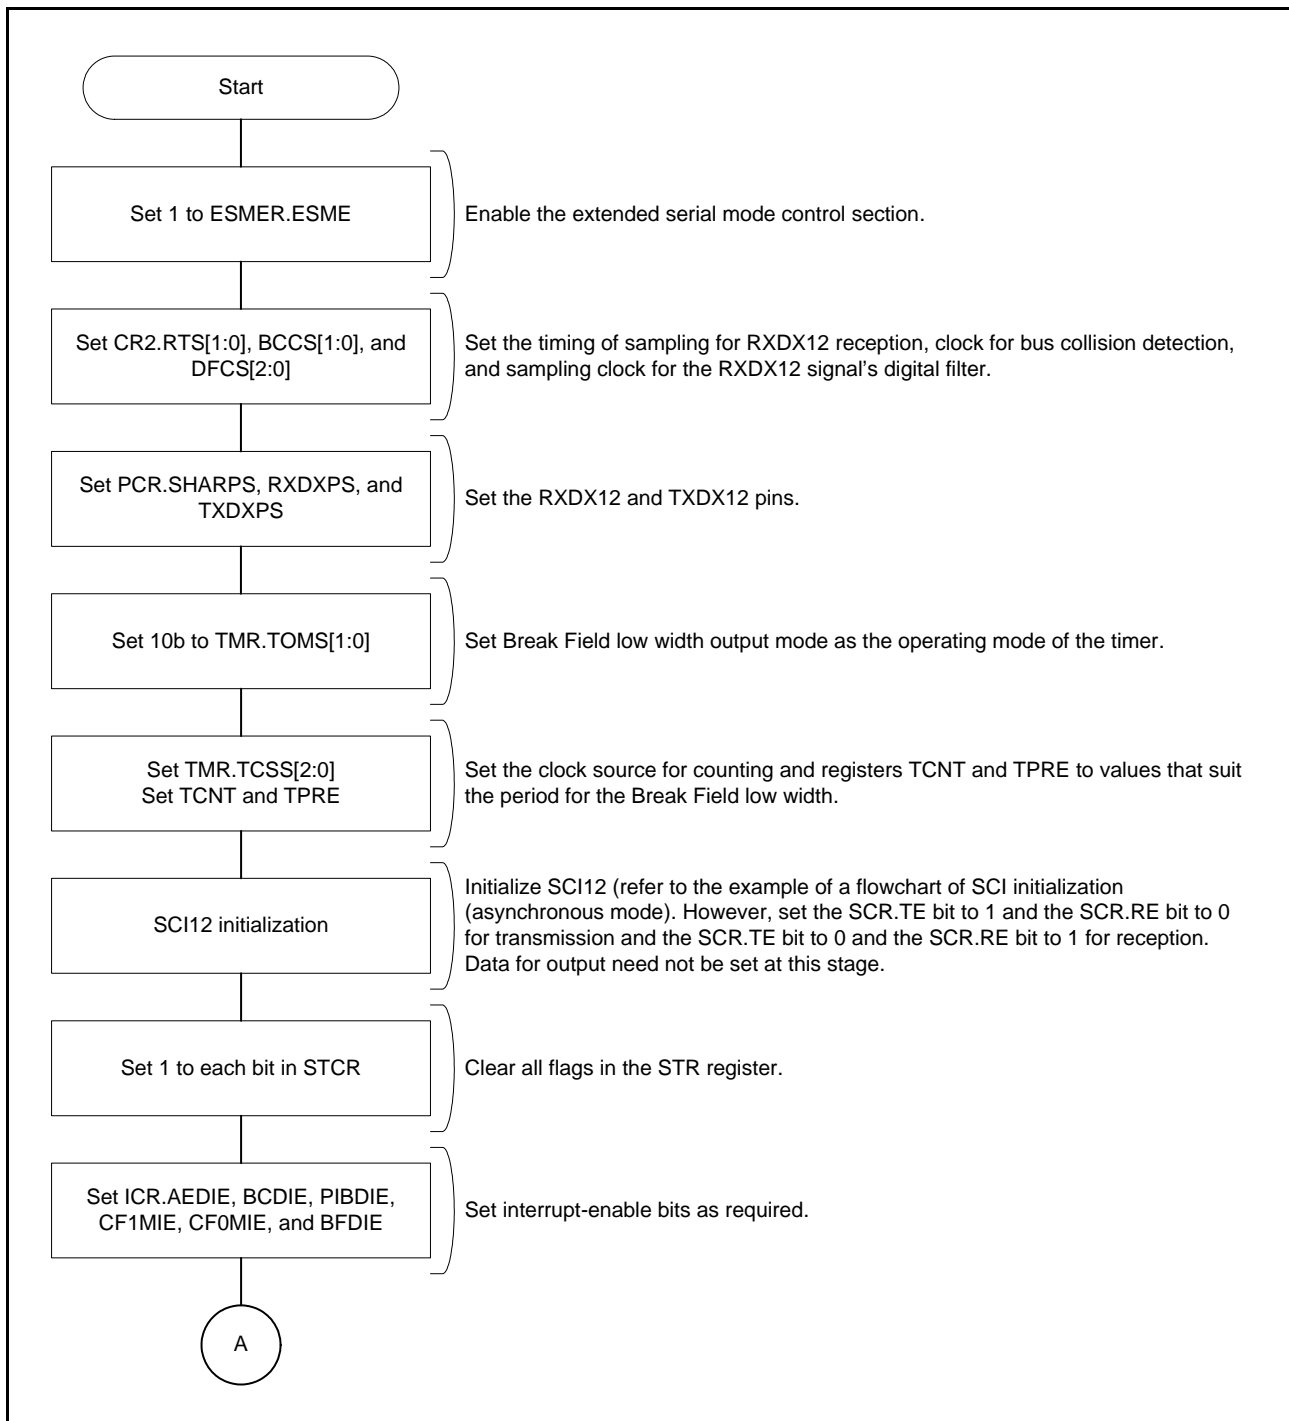 Start
Set 1 to ESMER.ESME
Enable the extended serial mode control section.
Set CR2.RTS[1:0], BCCS[1:0], and
DFCS[2:0]
Set the timing of sampling for RXDX12 reception, clock for bus collision detection,
and sampling clock for the RXDX12 signal's digital filter.
Set PCR.SHARPS, RXDXPS, and
TXDXPS
Set the RXDX12 and TXDX12 pins.
Set 10b to TMR.TOMS[1:0]
Set Break Field low width output mode as the operating mode of the timer.
Set TMR.TCSS[2:0]
Set TCNT and TPRE
Set the clock source for counting and registers TCNT and TPRE to values that suit
the period for the Break Field low width.
SCI12 initialization
Initialize SCI12 (refer to the example of a flowchart of SCI initialization
(asynchronous mode). However, set the SCR.TE bit to 1 and the SCR.RE bit to 0
for transmission and the SCR.TE bit to 0 and the SCR.RE bit to 1 for reception.
Data for output need not be set at this stage.
Set 1 to each bit in STCR
Clear all flags in the STR register.
Set ICR.AEDIE, BCDIE, PIBDIE,
CF1MIE, CF0MIE, and BFDIE
Set interrupt-enable bits as required.
A